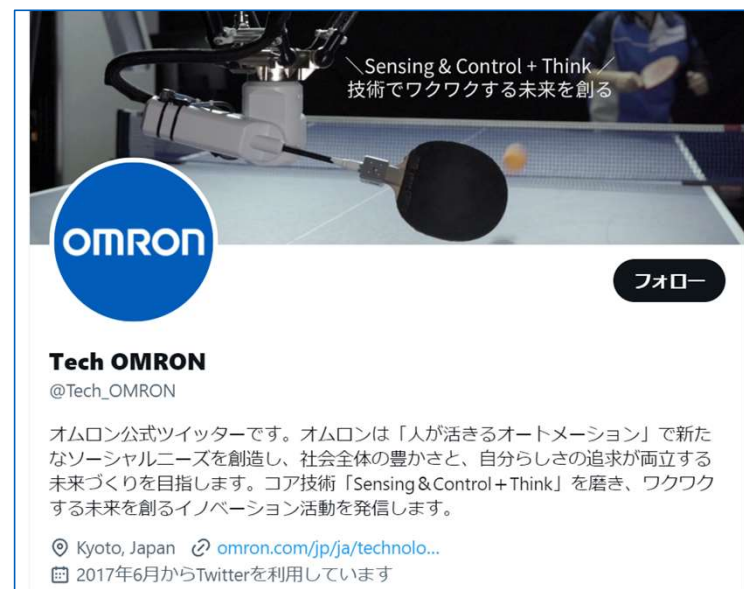 ＼Sensing & Control + Think／
技術でワクワクする未来を創る
OMRON
フォロー
Tech OMRON
@Tech_OMRON
オムロン公式ツイッターです。オムロンは「人が活きるオートメーション」で新た
なソーシャルニーズを創造し、社会全体の豊かさと、自分らしさの追求が両立する
未来づくりを目指します。コア技術「Sensing＆Control＋Think」を磨き、ワクワク
する未来を創るイノベーション活動を発信します。
Kyoto, Japan omron.com/jp/ja/technolo...
2017年6月からTwitterを利用しています